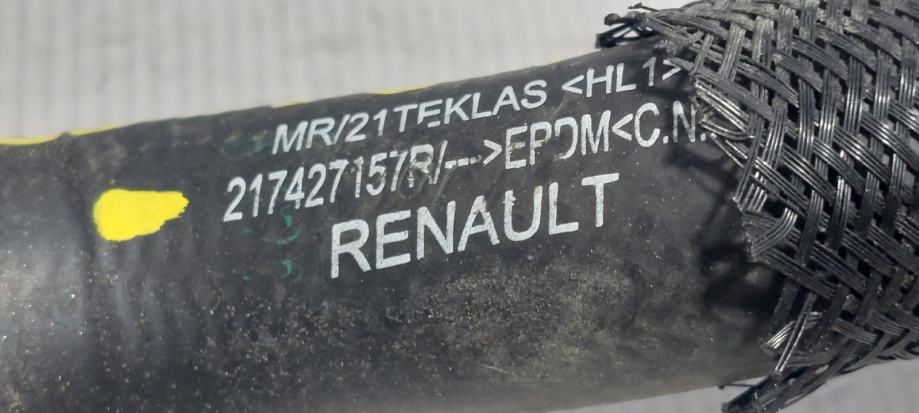 MR/21TEKLAS <HL1>
217427157R/--->EPDM<C.N.
RENAULT